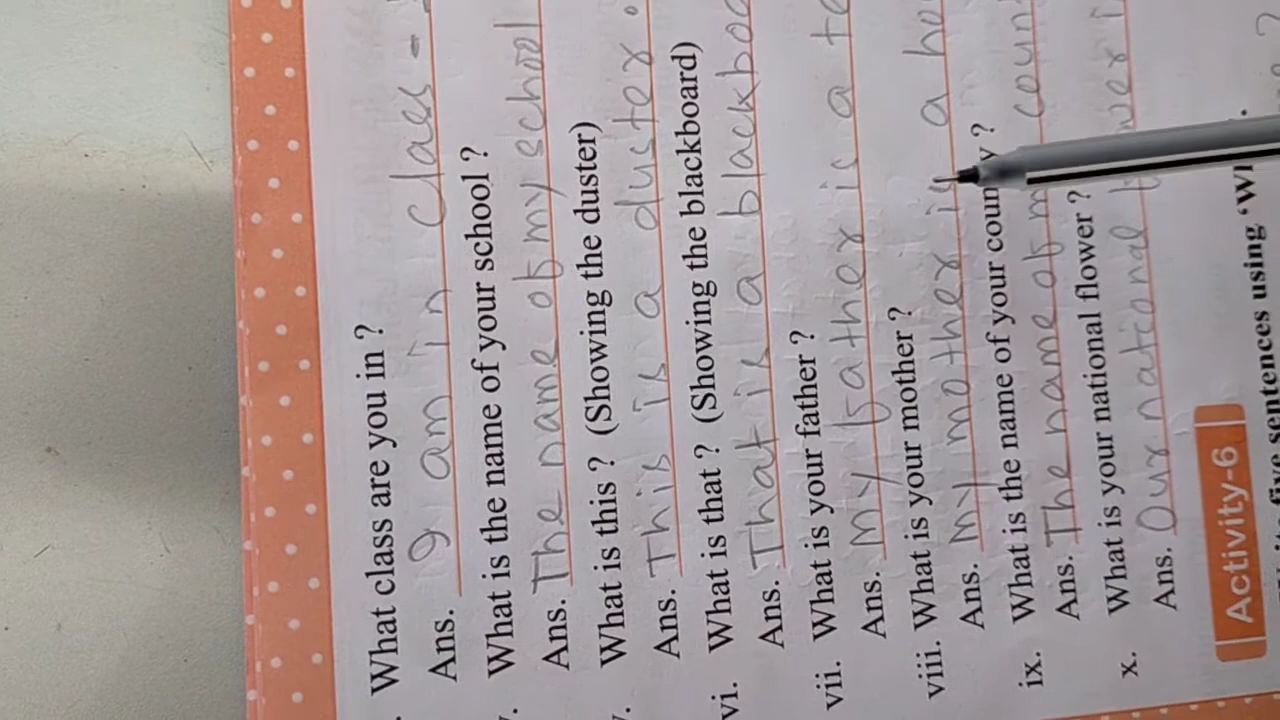 What class are you in ?
Ans. I am in class -
What is the name of your school ?
Ans. The name of my school
What is this ? (Showing the duster)
Ans. This is a duster.
vi. What is that ? (Showing the blackboard)
Ans. That is a
vii. What is your father ?
Ans. My father is a
viii. What is your mother ?
Ans. My mother is a
ix. What is the name of your country ?
Ans. The name of
x. What is your national flower ?
Ans. Our national
Activity-6
five sentences using